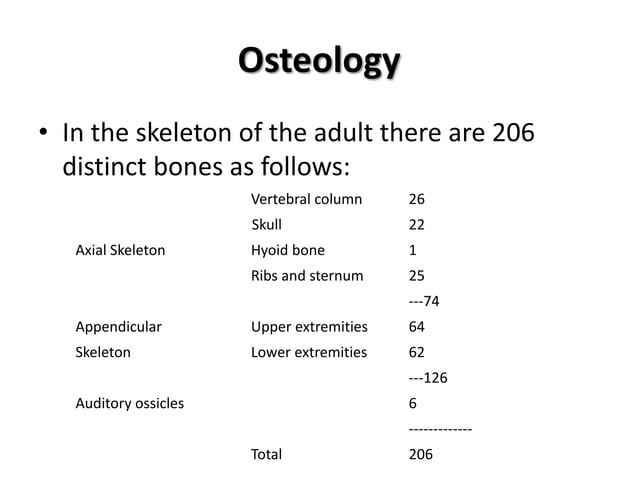 Osteology
• In the skeleton of the adult there are 206
distinct bones as follows:
Vertebral column 26
Skull 22
Axial Skeleton Hyoid bone 1
Ribs and sternum 25
---74
Appendicular Upper extremities 64
Skeleton Lower extremities 62
---126
Auditory ossicles 6
-------------
Total 206